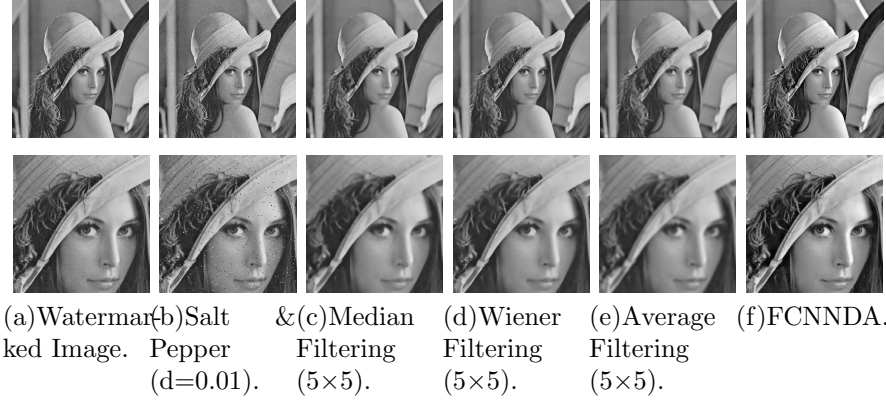 (a)Watermar-
ked Image.
(b)Salt &
Pepper
(d=0.01).
(c)Median
Filtering
(5×5).
(d)Wiener
Filtering
(5×5).
(e)Average
Filtering
(5×5).
(f)FCNNDA.